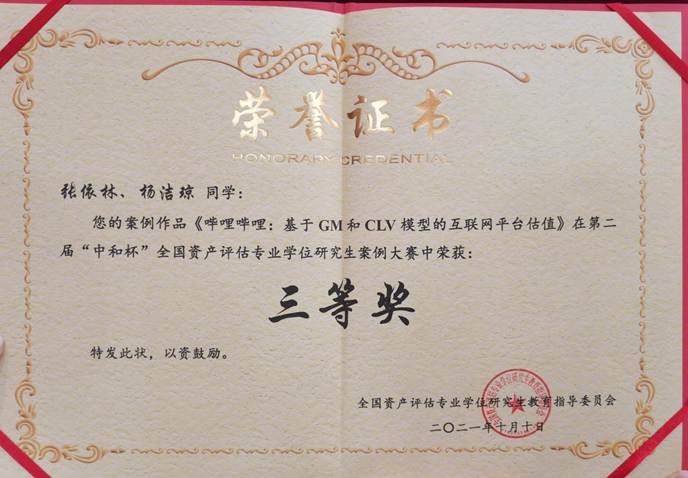 荣誉证书
HONORARY CREDENTIAL
张依林、杨洁琼 同学：
您的案例作品《哔哩哔哩：基于 GM 和 CLV 模型的互联网平台估值》在第二
届“中和杯”全国资产评估专业学位研究生案例大赛中荣获：
三等奖
特发此状，以资鼓励。
全国资产评估专业学位研究生教育指导委员会
二〇二一年十月十日